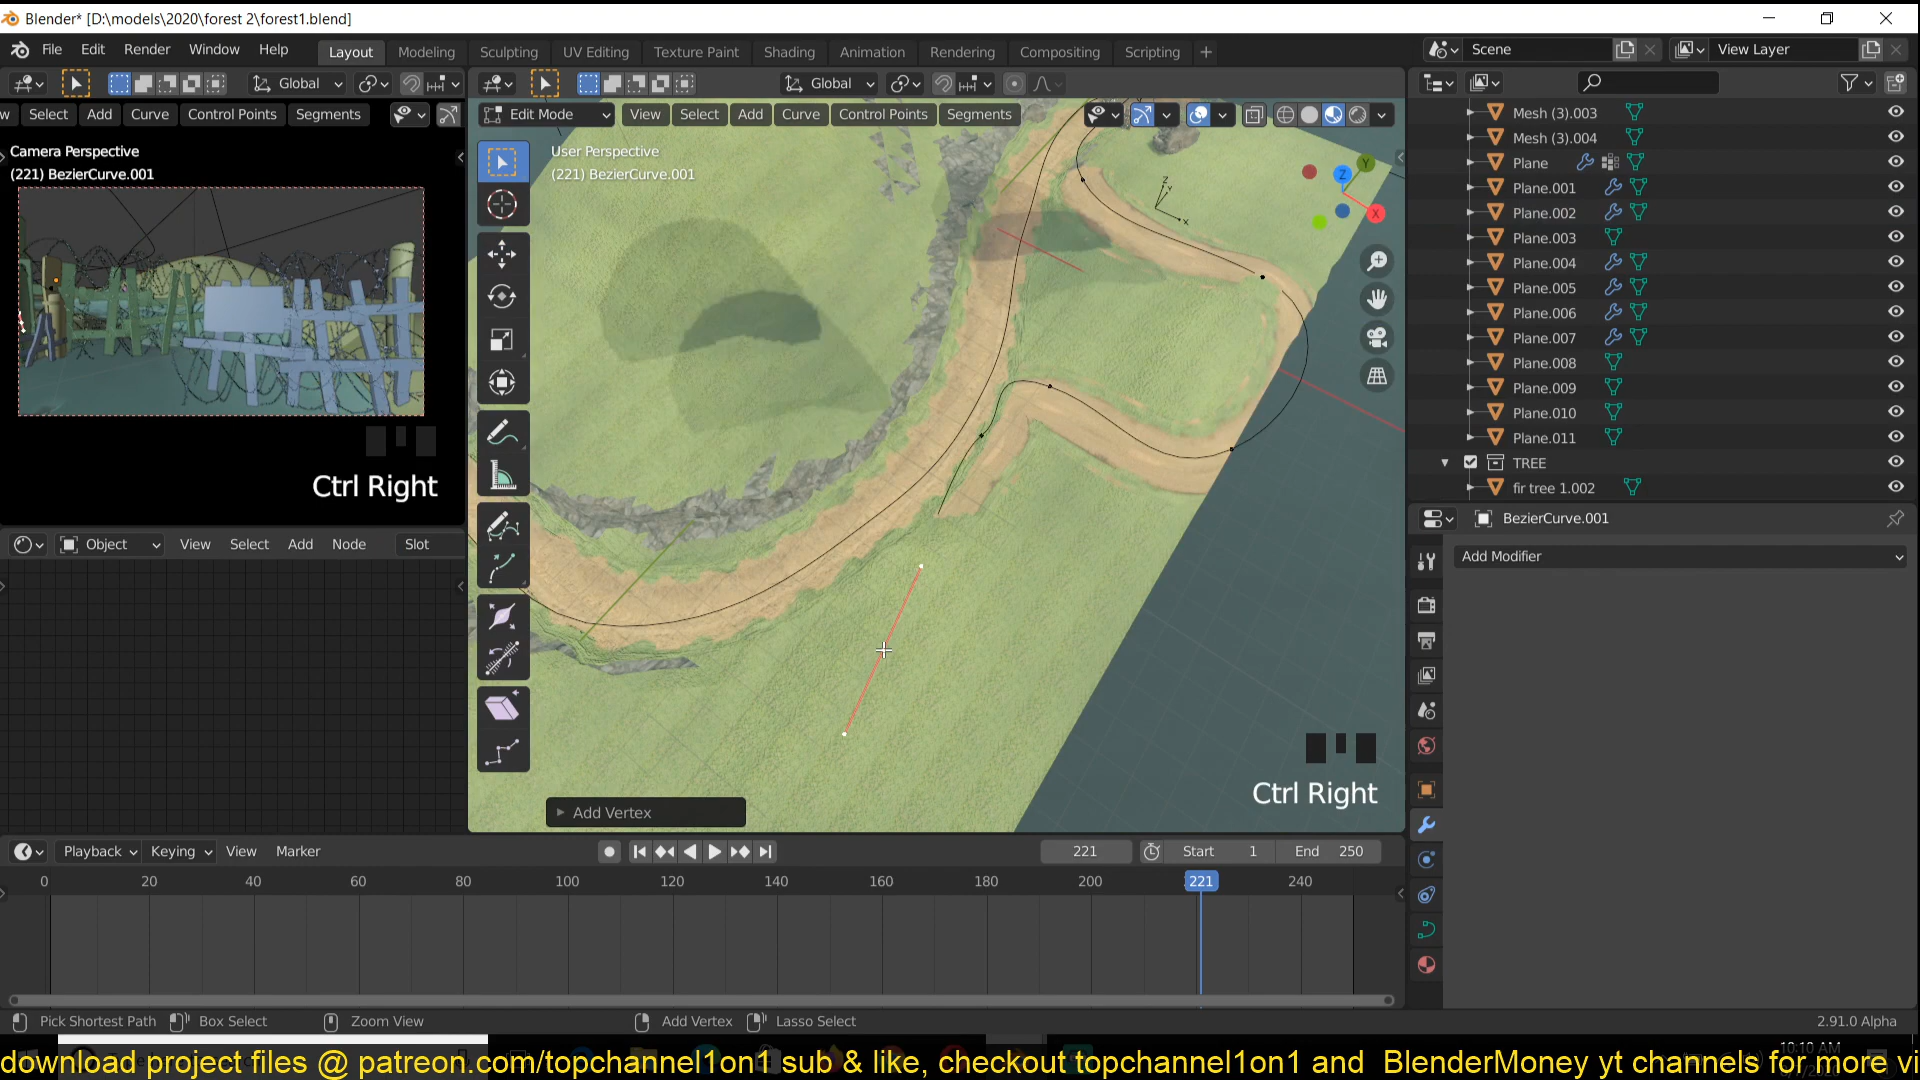 Blender* [D:\models\2020\forest 2\forest1.blend]
File Edit Render Window Help Layout Modeling Sculpting UV Editing Texture Paint Shading Animation Rendering Compositing Scripting + Scene View Layer
Global Global
w Select Add Curve Control Points Segments Edit Mode View Select Add Curve Control Points Segments
Camera Perspective
(221) BezierCurve.001
User Perspective
(221) BezierCurve.001
Z
Y
X
Z
Y
X
Ctrl Right
Object View Select Add Node Slot
Ctrl Right
Add Vertex
Mesh (3).003
Mesh (3).004
Plane
Plane.001
Plane.002
Plane.003
Plane.004
Plane.005
Plane.006
Plane.007
Plane.008
Plane.009
Plane.010
Plane.011
TREE
fir tree 1.002
BezierCurve.001
Add Modifier
Playback Keying View Marker 221 Start 1 End 250
0 20 40 60 80 100 120 140 160 180 200 221 240
Pick Shortest Path Box Select Zoom View Add Vertex Lasso Select 2.91.0 Alpha
10:10 AM
download project files @ patreon.com/topchannel1on1 sub & like, checkout topchannel1on1 and BlenderMoney yt channels for more vi